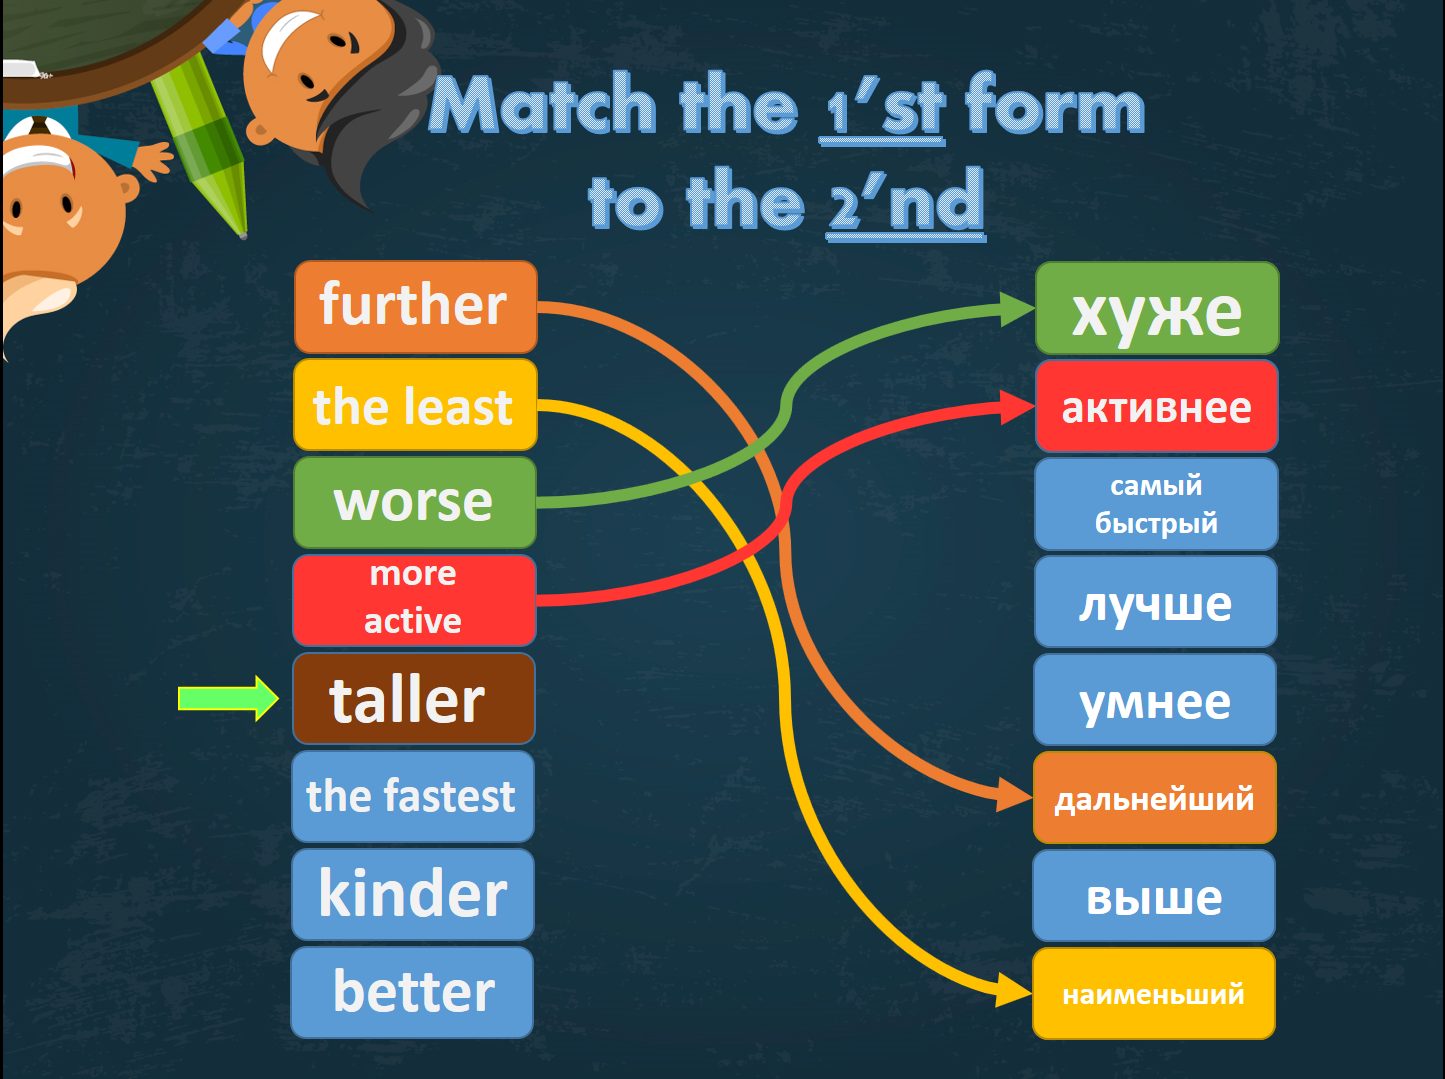 Match the 1'st form
to the 2'nd
further
the least
worse
more
active
taller
the fastest
kinder
better
хуже
активнее
самый
быстрый
лучше
умнее
дальнейший
выше
наименьший